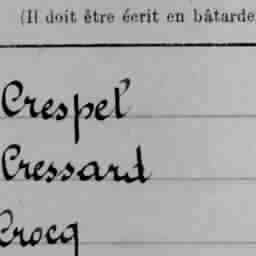 (Il doit être écrit en bâtarde
Crespel
Cressard
Crocq